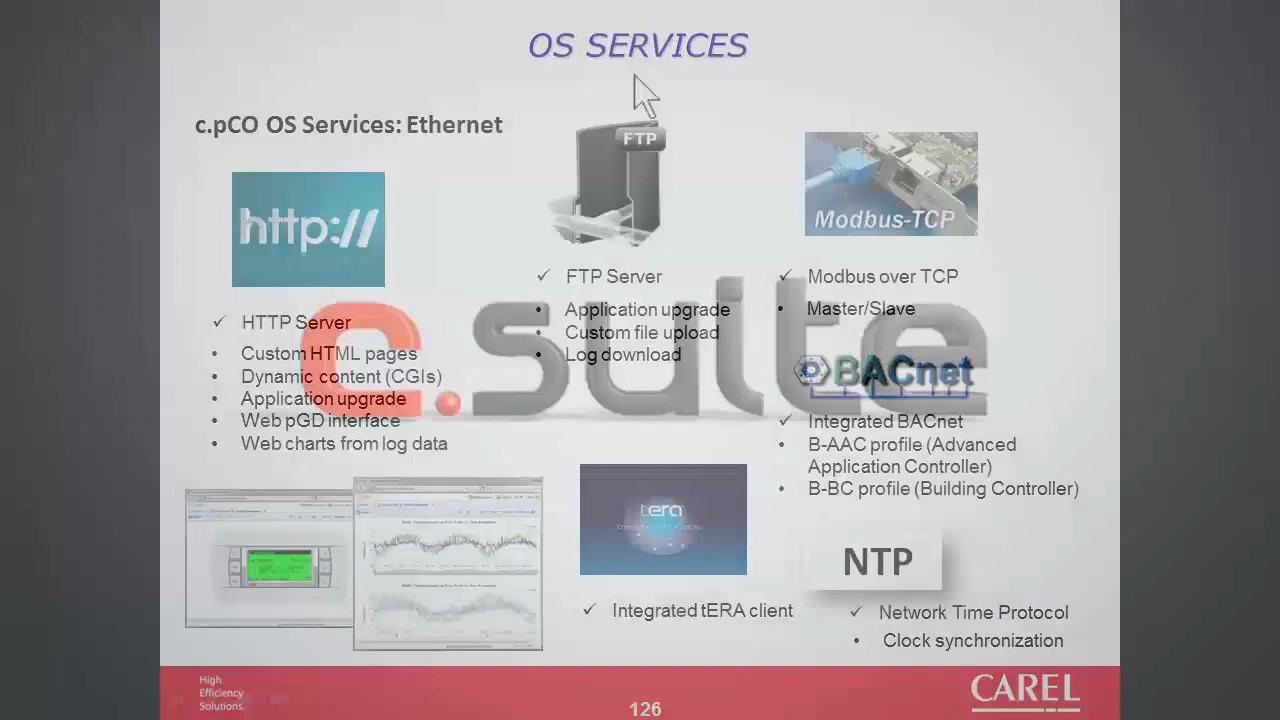 OS SERVICES
c.pCO OS Services: Ethernet
http://
✓ HTTP Server
• Custom HTML pages
• Dynamic content (CGIs)
• Application upgrade
• Web pGD interface
• Web charts from log data
FTP
✓ FTP Server
• Application upgrade
• Custom file upload
• Log download
Modbus-TCP
✓ Modbus over TCP
• Master/Slave
BACnet
✓ Integrated BACnet
• B-AAC profile (Advanced
Application Controller)
• B-BC profile (Building Controller)
c.suite
tera
✓ Integrated tERA client
NTP
✓ Network Time Protocol
• Clock synchronization
High
Efficiency
Solutions.
126
CAREL